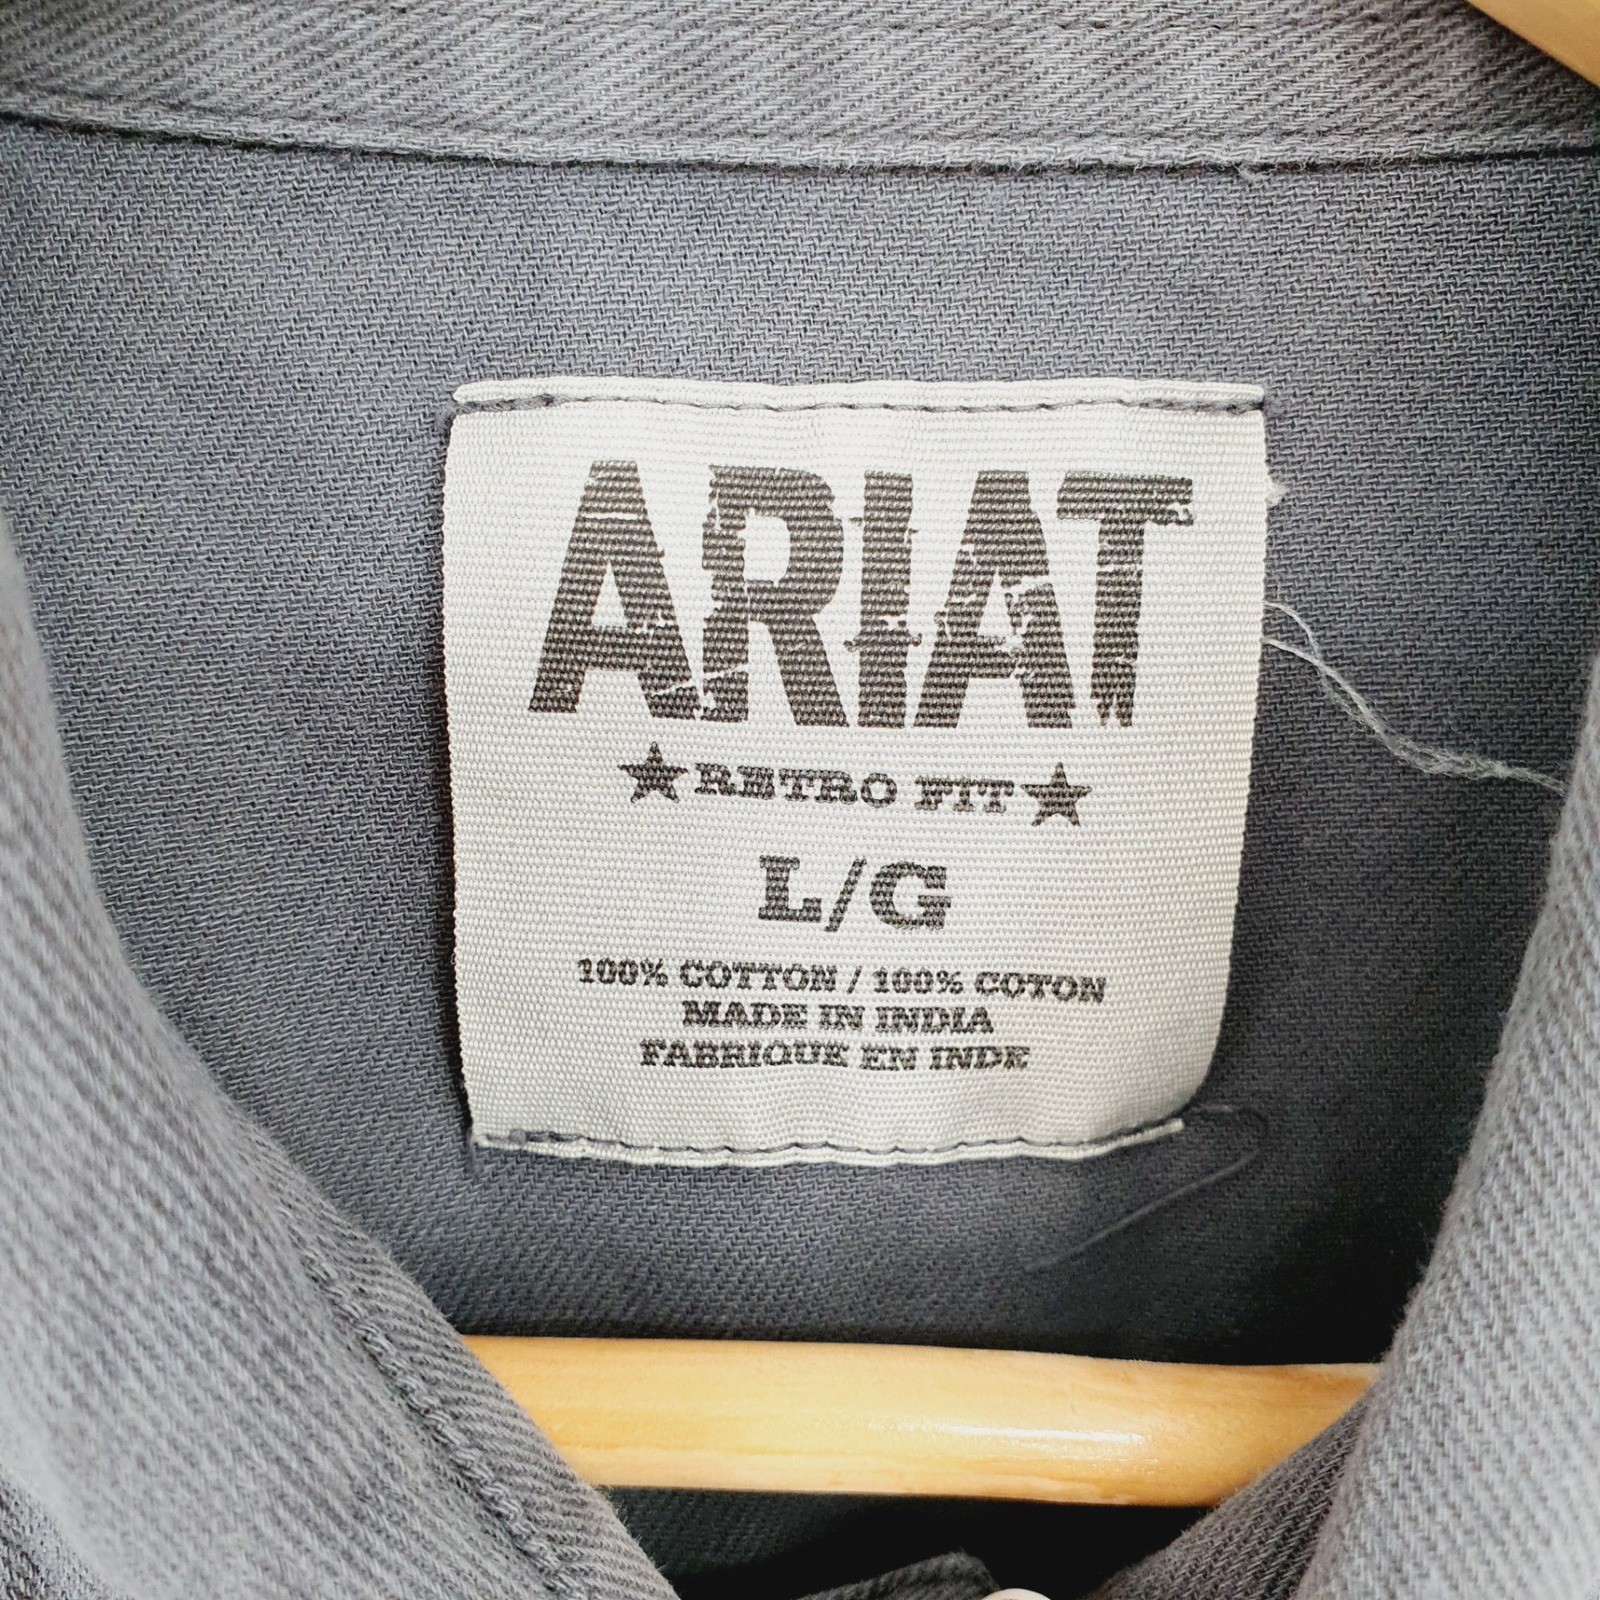 ARIAT
★RETRO FIT★
L/G
100% COTTON / 100% COTON
MADE IN INDIA
FABRIQUE EN INDE